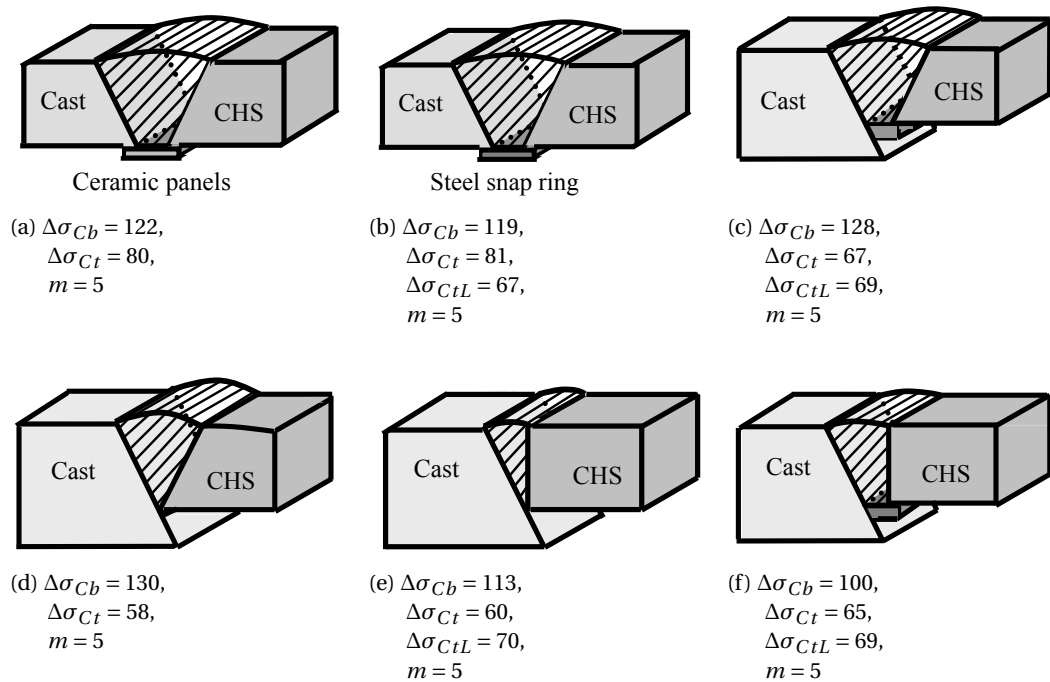 Cast
CHS
Ceramic panels
(a) Δσ_Cb = 122,
Δσ_Ct = 80,
m = 5
Cast
CHS
Steel snap ring
(b) Δσ_Cb = 119,
Δσ_Ct = 81,
Δσ_CtL = 67,
m = 5
Cast
CHS
(c) Δσ_Cb = 128,
Δσ_Ct = 67,
Δσ_CtL = 69,
m = 5
Cast
CHS
(d) Δσ_Cb = 130,
Δσ_Ct = 58,
m = 5
Cast
CHS
(e) Δσ_Cb = 113,
Δσ_Ct = 60,
Δσ_CtL = 70,
m = 5
Cast
CHS
(f) Δσ_Cb = 100,
Δσ_Ct = 65,
Δσ_CtL = 69,
m = 5